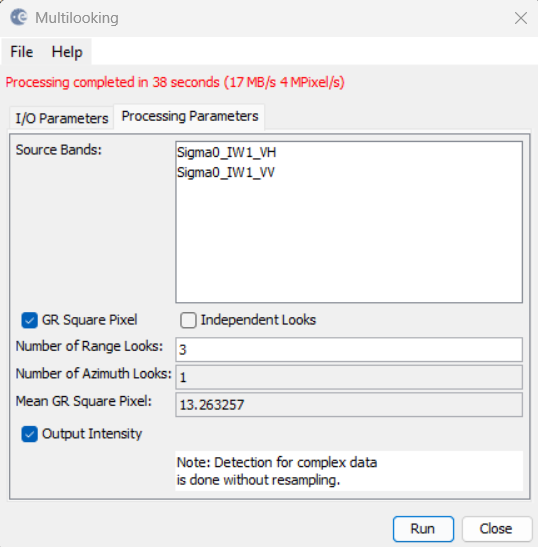 Multilooking
File Help
Processing completed in 38 seconds (17 MB/s 4 MPixel/s)
I/O Parameters Processing Parameters
Source Bands:
Sigma0_IW1_VH
Sigma0_IW1_VV
GR Square Pixel Independent Looks
Number of Range Looks: 3
Number of Azimuth Looks: 1
Mean GR Square Pixel: 13.263257
Output Intensity
Note: Detection for complex data
is done without resampling.
Run Close